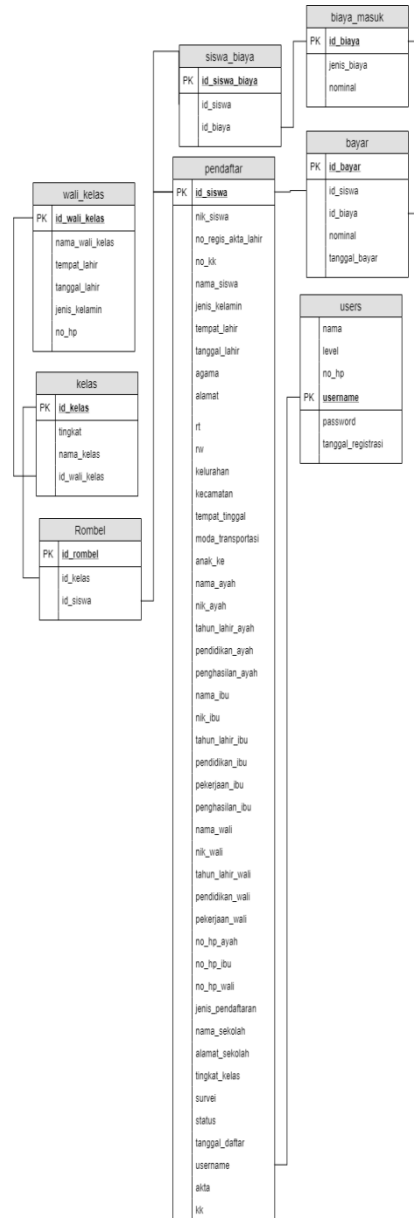 biaya_masuk
PK id_biaya
jenis_biaya
nominal
siswa_biaya
PK id_siswa_biaya
id_siswa
id_biaya
bayar
PK id_bayar
id_siswa
id_biaya
nominal
tanggal_bayar
wali_kelas
PK id_wali_kelas
nama_wali_kelas
tempat_lahir
tanggal_lahir
jenis_kelamin
no_hp
kelas
PK id_kelas
tingkat
nama_kelas
id_wali_kelas
Rombel
PK id_rombel
id_kelas
id_siswa
users
nama
level
no_hp
PK username
password
tanggal_registrasi
pendaftar
PK id_siswa
nik_siswa
no_regis_akta_lahir
no_kk
nama_siswa
jenis_kelamin
tempat_lahir
tanggal_lahir
agama
alamat
rt
rw
kelurahan
kecamatan
tempat_tinggal
moda_transportasi
anak_ke
nama_ayah
nik_ayah
tahun_lahir_ayah
pendidikan_ayah
penghasilan_ayah
nama_ibu
nik_ibu
tahun_lahir_ibu
pendidikan_ibu
pekerjaan_ibu
penghasilan_ibu
nama_wali
nik_wali
tahun_lahir_wali
pendidikan_wali
pekerjaan_wali
no_hp_ayah
no_hp_ibu
no_hp_wali
jenis_pendaftaran
nama_sekolah
alamat_sekolah
tingkat_kelas
survei
status
tanggal_daftar
username
akta
kk